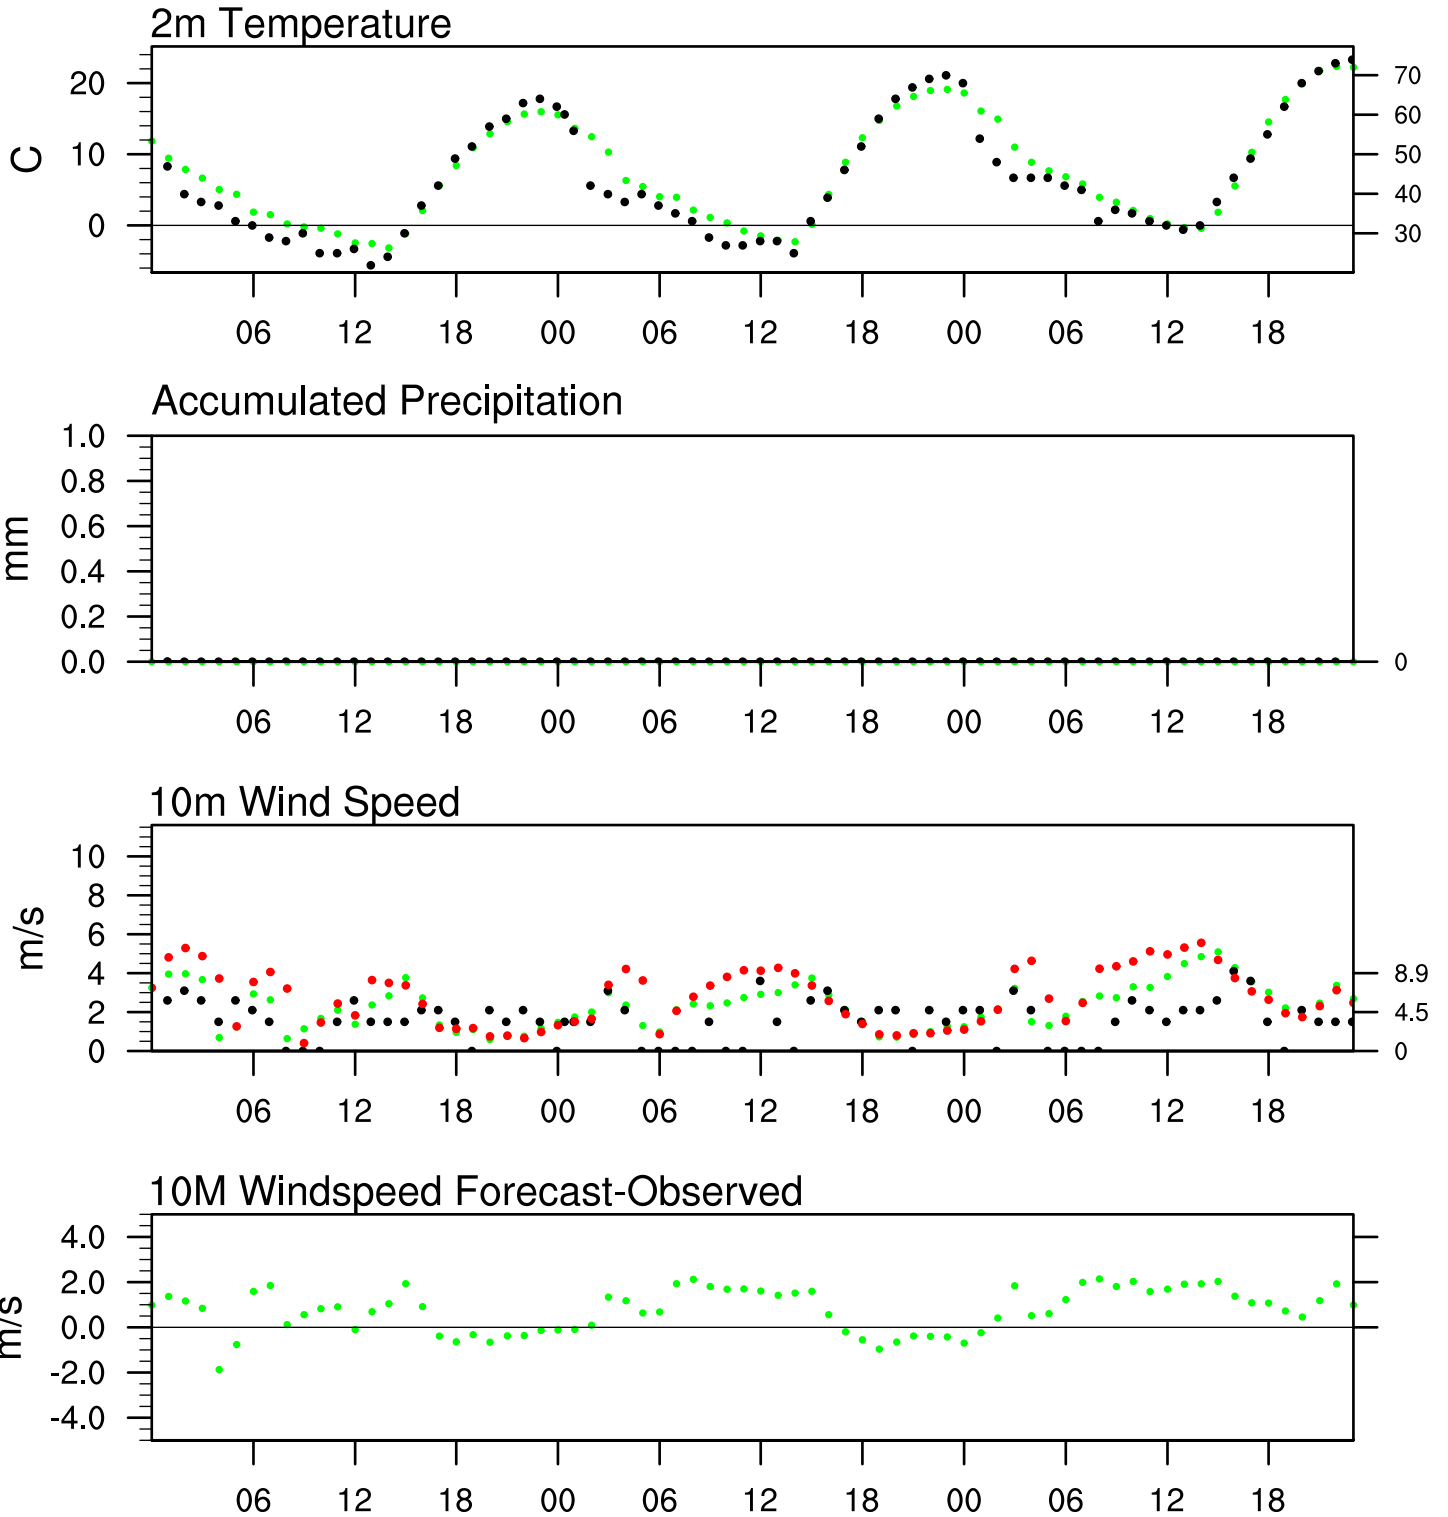 2m Temperature
20
10
0
C
70
60
50
40
30
06 12 18 00 06 12 18 00 06 12 18
Accumulated Precipitation
1.0
0.8
0.6
0.4
0.2
0.0
mm
0
06 12 18 00 06 12 18 00 06 12 18
10m Wind Speed
10
8
6
4
2
0
m/s
8.9
4.5
0
06 12 18 00 06 12 18 00 06 12 18
10M Windspeed Forecast-Observed
4.0
2.0
0.0
-2.0
-4.0
m/s
06 12 18 00 06 12 18 00 06 12 18